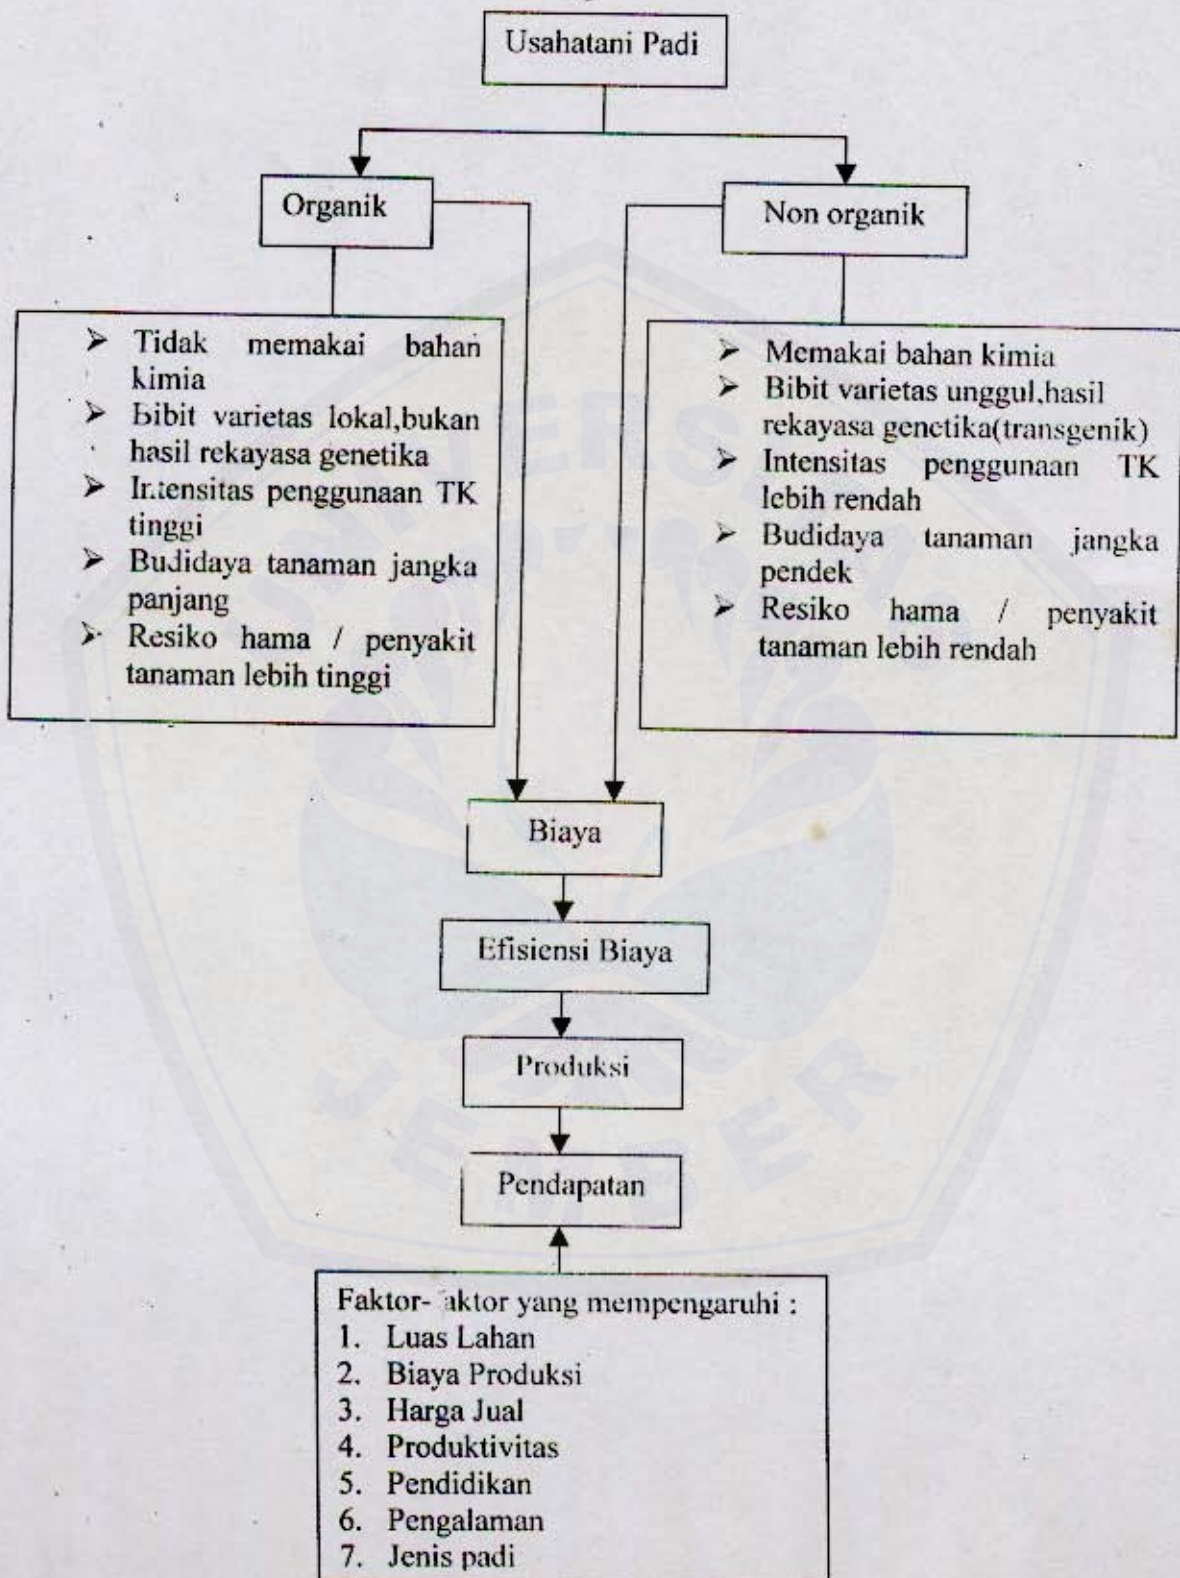 Usahatani Padi
Organik
Non organik
➢ Tidak memakai bahan
kimia
➢ Bibit varietas lokal,bukan
hasil rekayasa genetika
➢ Intensitas penggunaan TK
tinggi
➢ Budidaya tanaman jangka
panjang
➢ Resiko hama / penyakit
tanaman lebih tinggi
➢ Memakai bahan kimia
➢ Bibit varietas unggul,hasil
rekayasa genetika(transgenik)
➢ Intensitas penggunaan TK
lebih rendah
➢ Budidaya tanaman jangka
pendek
➢ Resiko hama / penyakit
tanaman lebih rendah
Biaya
Efisiensi Biaya
Produksi
Pendapatan
Faktor-faktor yang mempengaruhi :
1. Luas Lahan
2. Biaya Produksi
3. Harga Jual
4. Produktivitas
5. Pendidikan
6. Pengalaman
7. Jenis padi
UNIVERSITAS
JEMBER